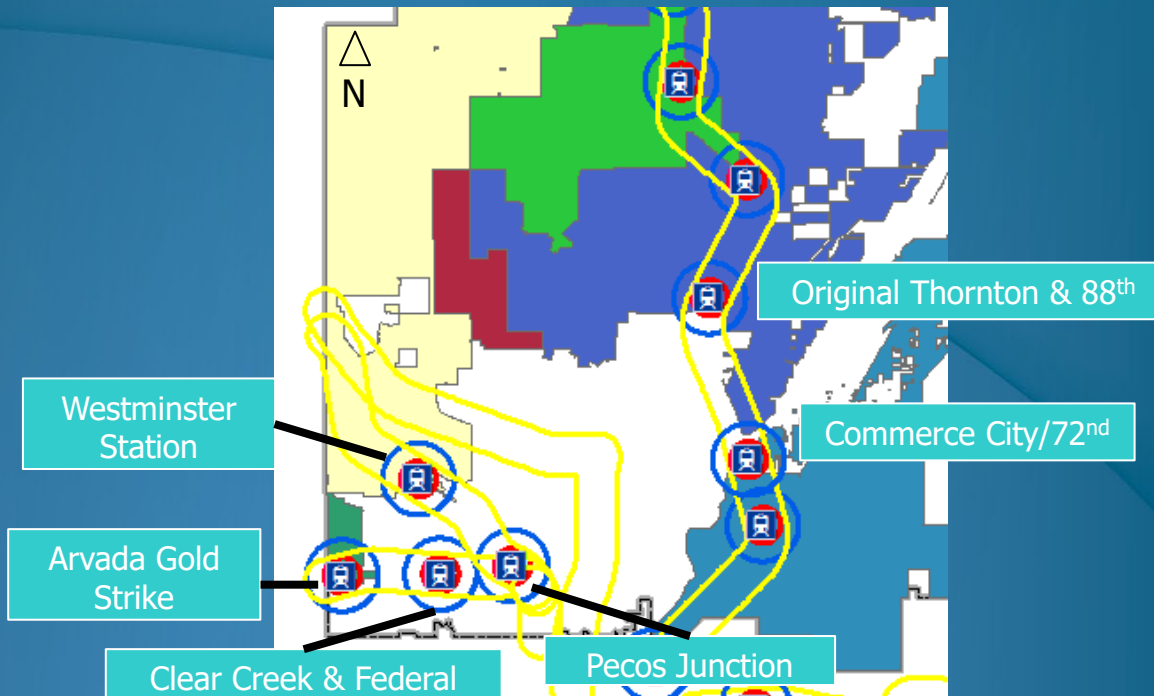 N
Original Thornton & 88th
Westminster
Station
Commerce City/72nd
Arvada Gold
Strike
Clear Creek & Federal
Pecos Junction